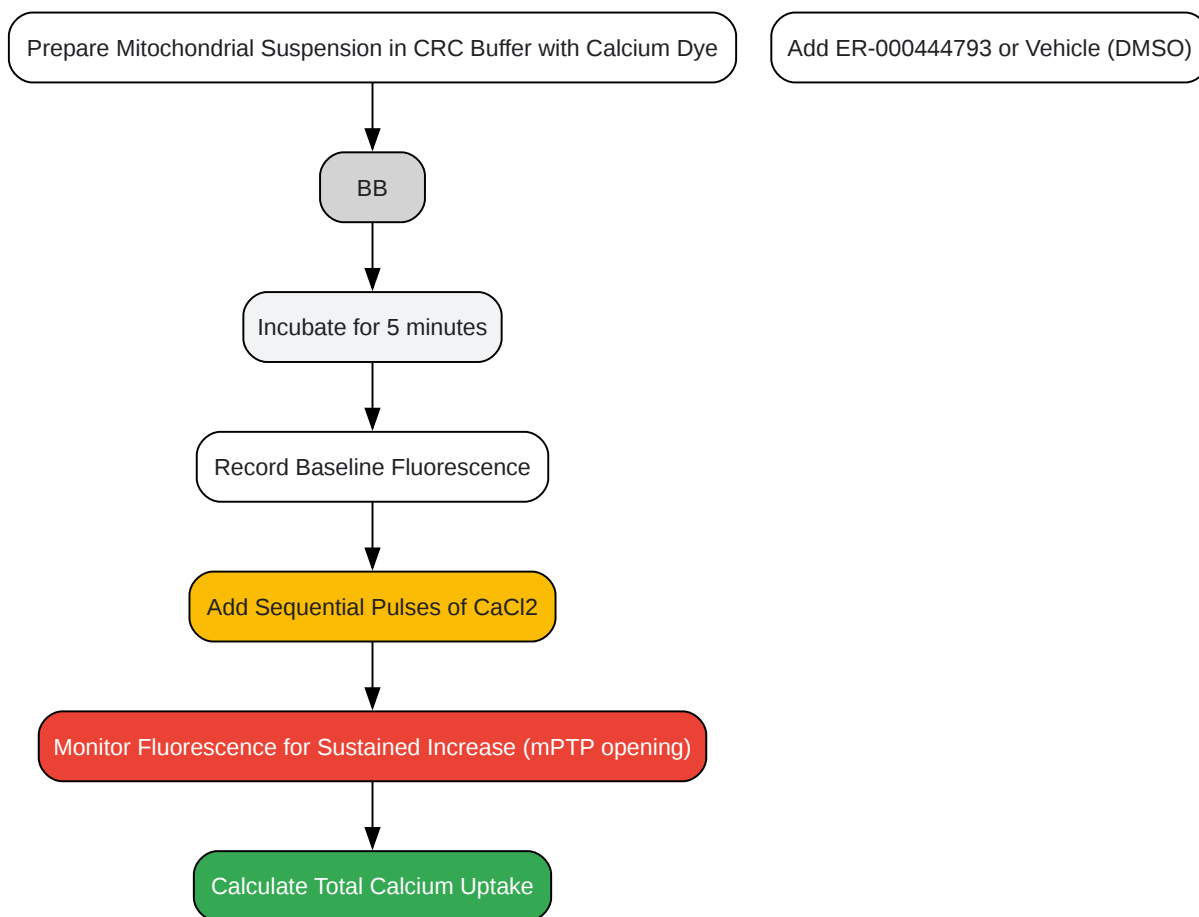 Prepare Mitochondrial Suspension in CRC Buffer with Calcium Dye
Add ER-000444793 or Vehicle (DMSO)
BB
Incubate for 5 minutes
Record Baseline Fluorescence
Add Sequential Pulses of CaCl2
Monitor Fluorescence for Sustained Increase (mPTP opening)
Calculate Total Calcium Uptake